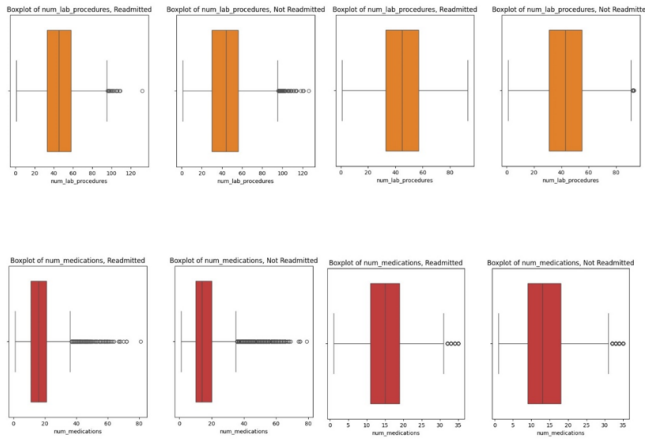 Boxplot of num_lab_procedures, Readmitted
Boxplot of num_lab_procedures, Not Readmitted
Boxplot of num_lab_procedures, Readmitted
Boxplot of num_lab_procedures, Not Readmitte
0 20 40 60 80 100 120
0 20 40 60 80 100 120
0 20 40 60 80
0 20 40 60 80
num_lab_procedures
num_lab_procedures
num_lab_procedures
num_lab_procedures
Boxplot of num_medications, Readmitted
Boxplot of num_medications, Not Readmitted
Boxplot of num_medications, Readmitted
Boxplot of num_medications, Not Readmitted
0 20 40 60 80
0 20 40 60 80
0 5 10 15 20 25 30 35
0 5 10 15 20 25 30 35
num_medications
num_medications
num_medications
num_medications